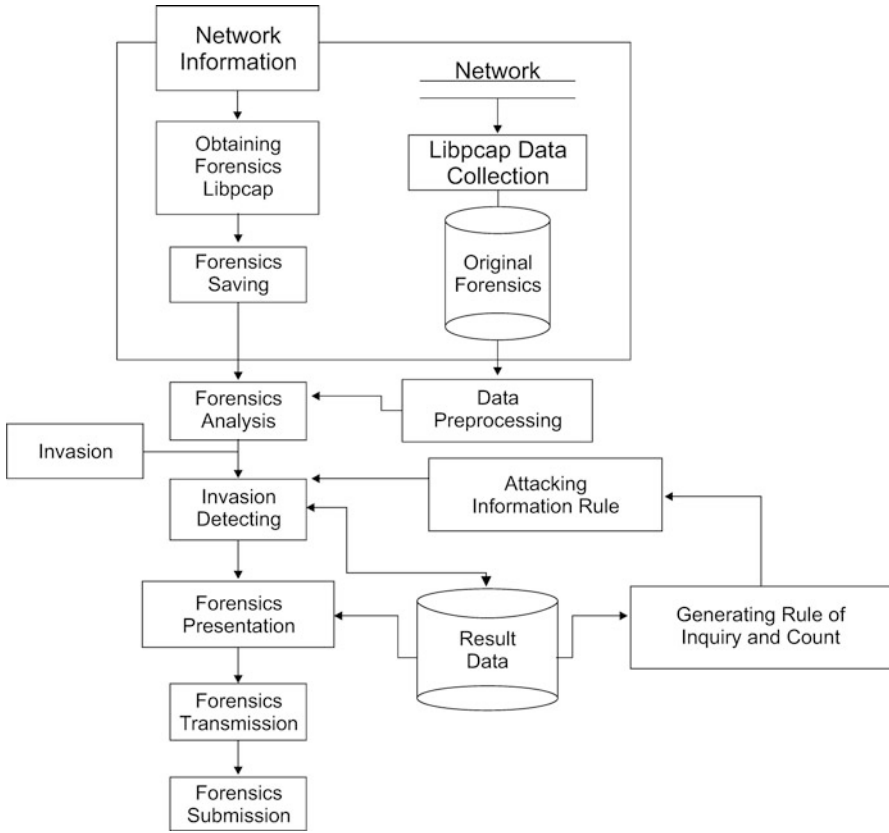 Network
Information
Network
Obtaining
Forensics
Libpcap
Libpcap Data
Collection
Forensics
Saving
Original
Forensics
Forensics
Analysis
Data
Preprocessing
Invasion
Attacking
Information Rule
Invasion
Detecting
Forensics
Presentation
Result
Data
Generating Rule of
Inquiry and Count
Forensics
Transmission
Forensics
Submission